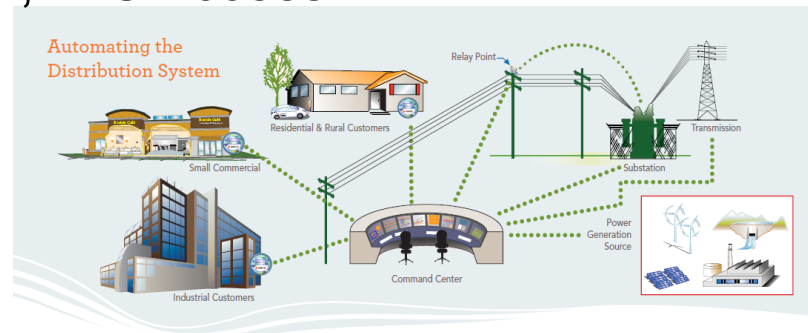 Automating the
Distribution System
Relay Point
Residential & Rural Customers
Small Commercial
Transmission
Substation
Power
Generation
Source
Command Center
Industrial Customers